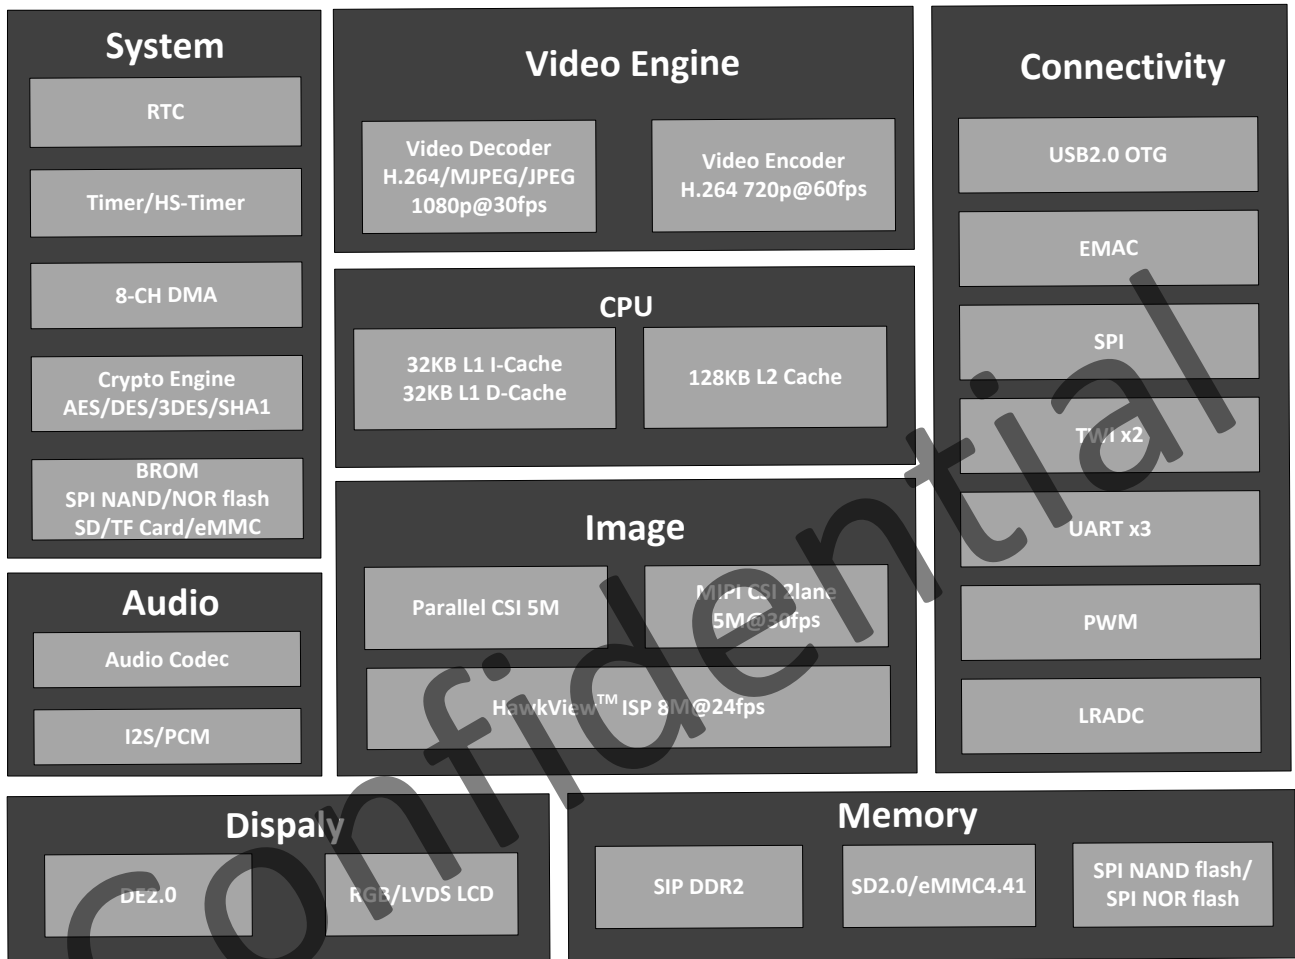 System
RTC
Timer/HS-Timer
8-CH DMA
Crypto Engine
AES/DES/3DES/SHA1
BROM
SPI NAND/NOR flash
SD/TF Card/eMMC
Audio
Audio Codec
I2S/PCM
Video Engine
Video Decoder
H.264/MJPEG/JPEG
1080p@30fps
Video Encoder
H.264 720p@60fps
CPU
32KB L1 I-Cache
32KB L1 D-Cache
128KB L2 Cache
Image
Parallel CSI 5M
MIPI CSI 2lane
5M@30fps
HawkView™ ISP 8M@24fps
Connectivity
USB2.0 OTG
EMAC
SPI
TWI x2
UART x3
PWM
LRADC
Dispaly
DE2.0
RGB/LVDS LCD
Memory
SIP DDR2
SD2.0/eMMC4.41
SPI NAND flash/
SPI NOR flash
Confidential